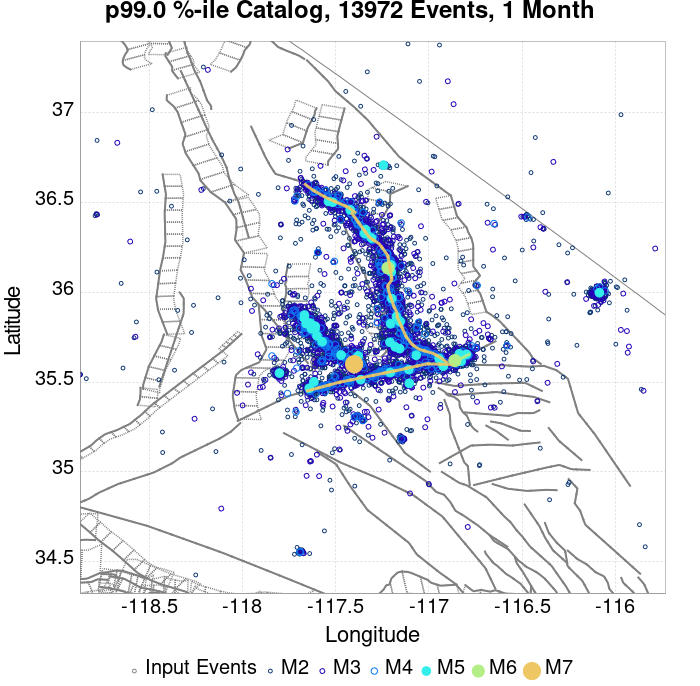 p99.0 %-ile Catalog, 13972 Events, 1 Month
37
36.5
36
35.5
35
34.5
Latitude
-118.5 -118 -117.5 -117 -116.5 -116
Longitude
Input Events M2 M3 M4 M5 M6 M7